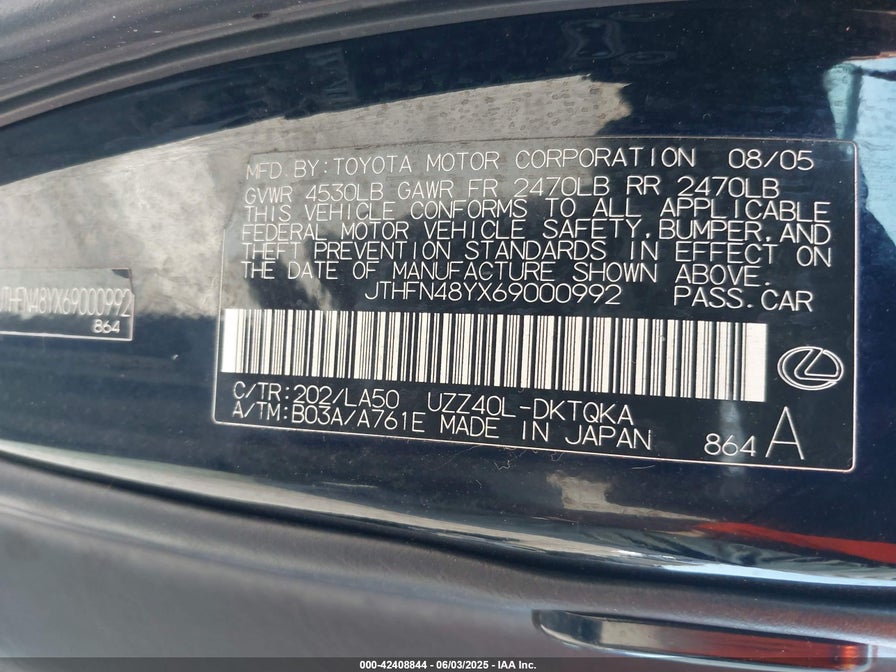 MFD. BY: TOYOTA MOTOR CORPORATION 08/05
GVWR 4530LB GAWR FR 2470LB RR 2470LB
THIS VEHICLE CONFORMS TO ALL APPLICABLE
FEDERAL MOTOR VEHICLE SAFETY, BUMPER, AND
THEFT PREVENTION STANDARDS IN EFFECT ON
THE DATE OF MANUFACTURE SHOWN ABOVE.
JTHFN48YX69000992 PASS. CAR
JTHFN48YX69000992
864
C/TR: 202/LA50 UZZ40L-DKTQKA
A/TM: B03A/A761E MADE IN JAPAN
864 A
000-42408844 / 06/03/2025 - IAA Inc.